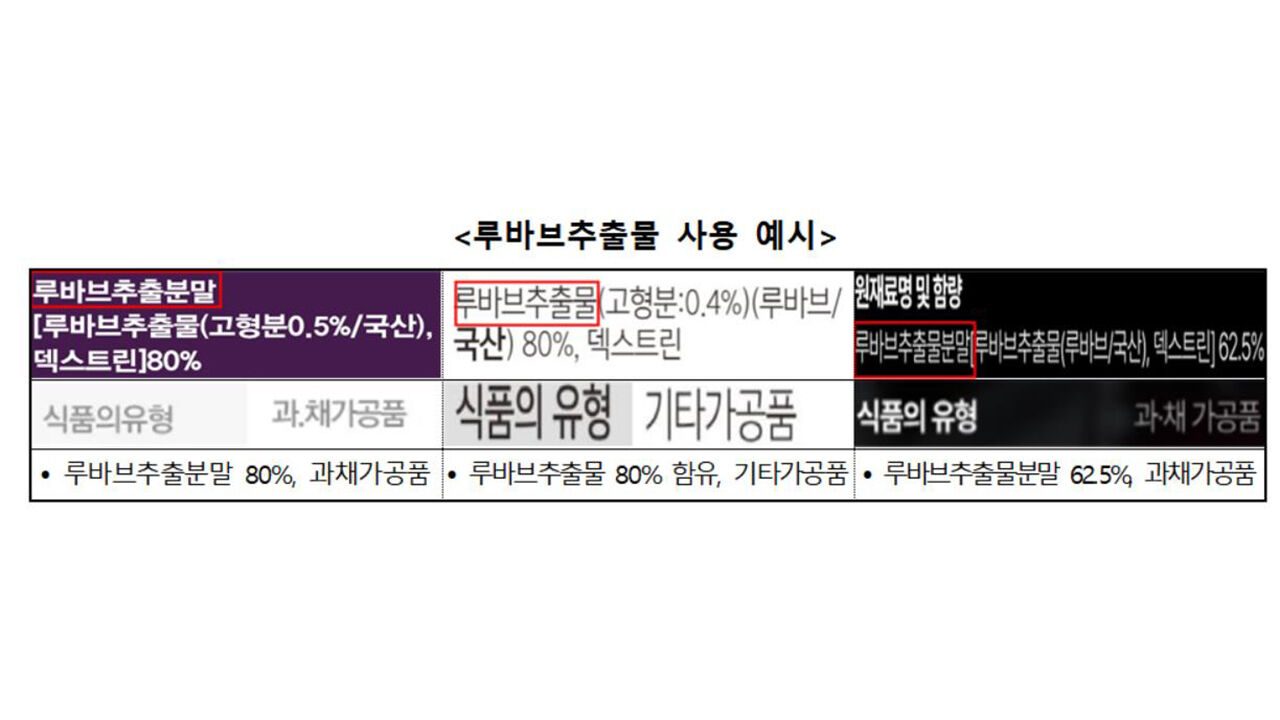 <루바브추출물 사용 예시>
루바브추출분말
[루바브추출물(고형분0.5%/국산),
덱스트린]80%
루바브추출물(고형분:0.4%)(루바브/
국산) 80%, 덱스트린
원재료명 및 함량
루바브추출물분말[루바브추출물(루바브/국산), 덱스트린] 62.5%
식품의유형 과.채가공품
식품의 유형 기타가공품
식품의 유형 과·채 가공품
• 루바브추출분말 80%, 과채가공품
• 루바브추출물 80% 함유, 기타가공품
• 루바브추출물분말 62.5%, 과채가공품